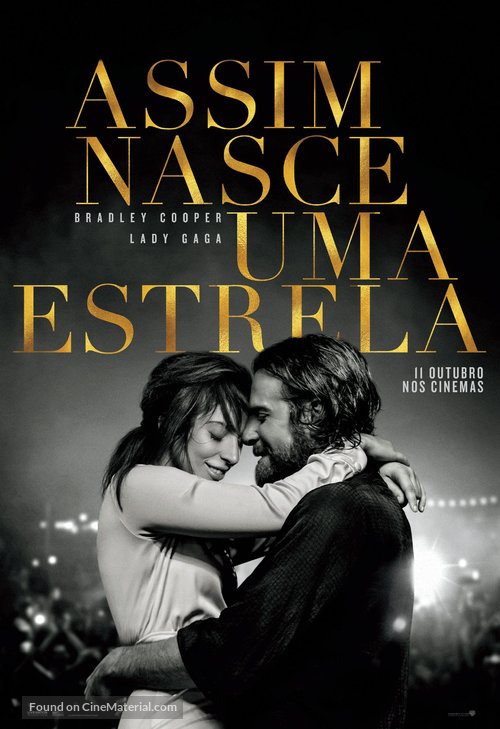 ASSIM
NASCE
BRADLEY COOPER
LADY GAGA
UMA
ESTRELA
11 OUTUBRO
NOS CINEMAS
Found on CineMaterial.com